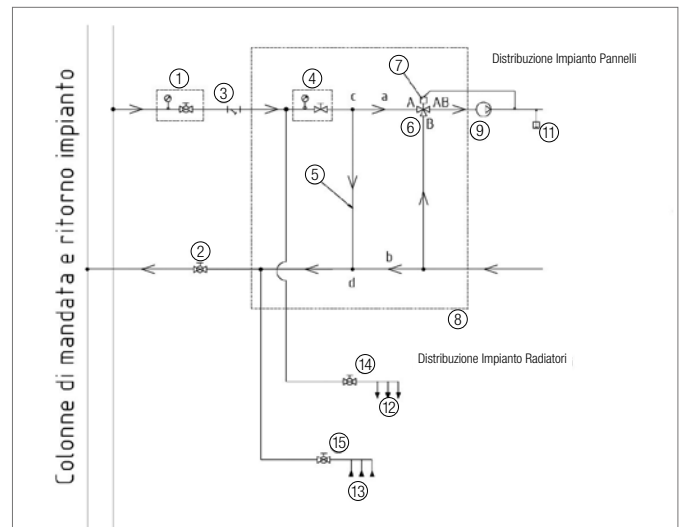 Colonne di mandata e ritorno impianto
Distribuzione Impianto Pannelli
1
3
4
7
c
a
A
AB
6
B
9
11
5
2
b
d
8
Distribuzione Impianto Radiatori
14
12
15
13